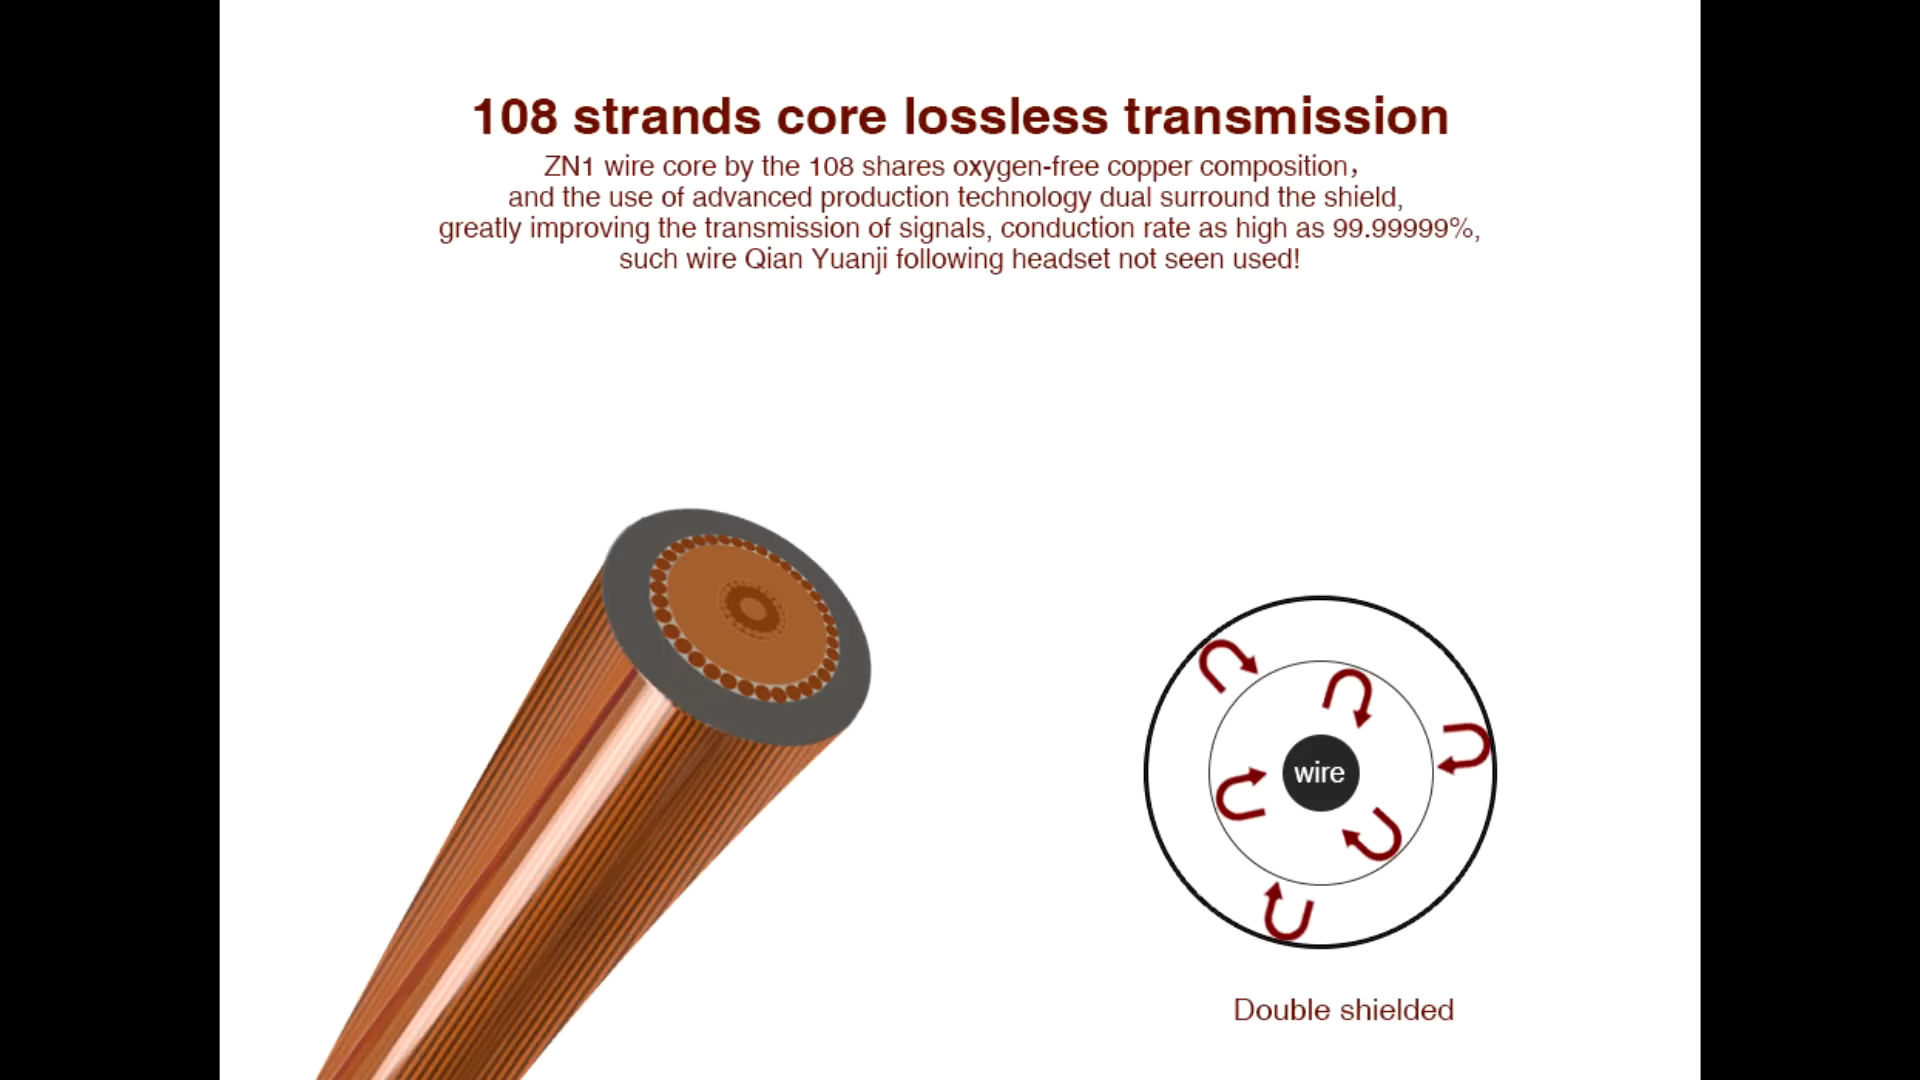 108 strands core lossless transmission
ZN1 wire core by the 108 shares oxygen-free copper composition，
and the use of advanced production technology dual surround the shield,
greatly improving the transmission of signals, conduction rate as high as 99.99999%,
such wire Qian Yuanji following headset not seen used!
wire
Double shielded